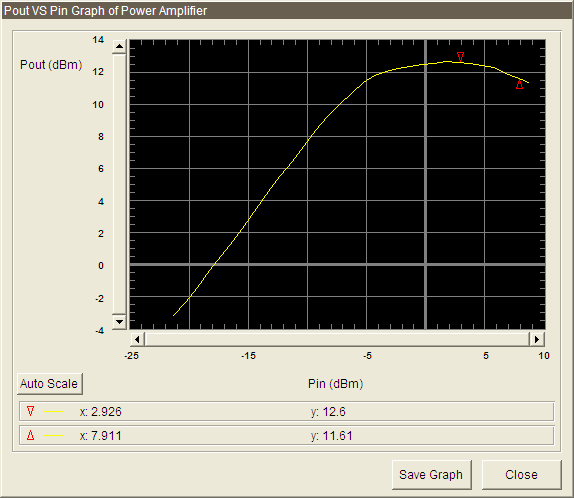 Pout VS Pin Graph of Power Amplifier
Pout (dBm)
14
12
10
8
6
4
2
0
-2
-4
-25 -15 -5 5 10
Auto Scale
Pin (dBm)
x: 2.926 y: 12.6
x: 7.911 y: 11.61
Save Graph Close